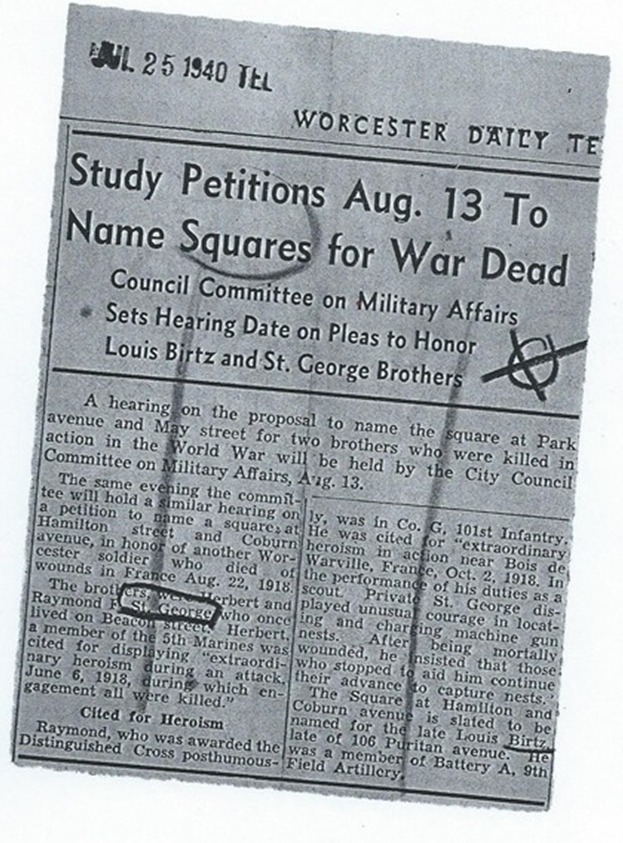 JUL 25 1940 TEL
WORCESTER DAILY TE
Study Petitions Aug. 13 To
Name Squares for War Dead
Council Committee on Military Affairs
Sets Hearing Date on Pleas to Honor
Louis Birtz and St. George Brothers
A hearing on the proposal to name the square at Park
avenue and May street for two brothers who were killed in
action in the World War will be held by the City Council
Committee on Military Affairs, Aug. 13.
The same evening the commit-
tee will hold a similar hearing on
a petition to name a square at
Hamilton street and Coburn
avenue, in honor of another Wor-
cester soldier who died of
wounds in France Aug. 22, 1918.
The brothers, were Herbert and
Raymond F. St. George who once
lived on Beacon street. Herbert,
a member of the 5th Marines was
cited for displaying "extraordi-
nary heroism during an attack,
June 6, 1918, during which en-
gagement all were killed."
Cited for Heroism
Raymond, who was awarded the
Distinguished Cross posthumous-
ly, was in Co. G, 101st Infantry.
He was cited for "extraordinary
heroism in action near Bois de
Warville, France, Oct. 2, 1918. In
the performance of his duties as a
scout. Private St. George dis-
played unusual courage in locat-
ing and charging machine gun
nests. After being mortally
wounded, he insisted that those
who stopped to aid him continue
their advance to capture nests.
The Square at Hamilton and
Coburn avenue is slated to be
named for the late Louis Birtz,
late of 106 Puritan avenue. He
was a member of Battery A, 9th
Field Artillery.